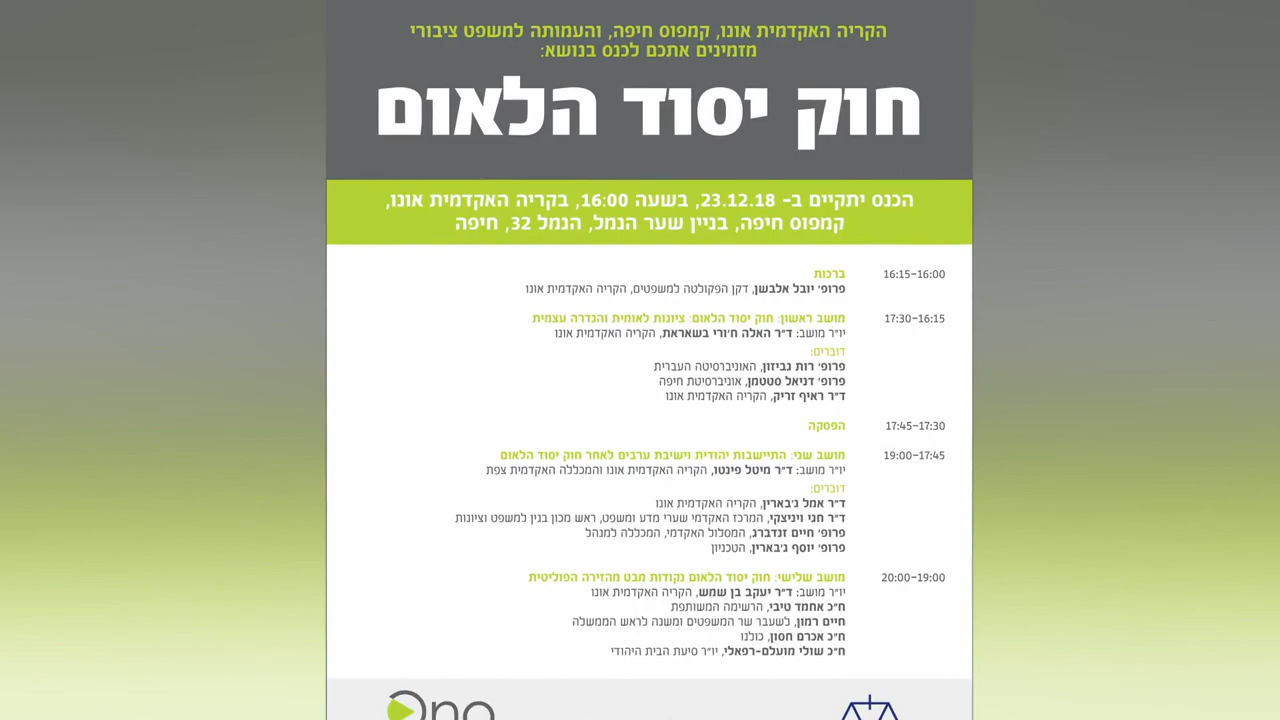 הקריה האקדמית אונו, קמפוס חיפה, והעמותה למשפט ציבורי
מזמינים אתכם לכנס בנושא:
חוק יסוד הלאום
הכנס יתקיים ב- 23.12.18, בשעה 16:00, בקריה האקדמית אונו,
קמפוס חיפה, בניין שער הנמל, הנמל 32, חיפה
16:15-16:00 ברכות
פרופ' יובל אלבשן, דקן הפקולטה למשפטים, הקריה האקדמית אונו
17:30-16:15 מושב ראשון: חוק יסוד הלאום: ציונות לאומית והגדרה עצמית
יו"ר מושב: ד"ר האלה ח'ורי בשאראת, הקריה האקדמית אונו
דוברים:
פרופ' רות גביזון, האוניברסיטה העברית
פרופ' דניאל סטטמן, אוניברסיטת חיפה
ד"ר ראיף זריק, הקריה האקדמית אונו
17:45-17:30 הפסקה
19:00-17:45 מושב שני: התיישבות יהודית וישיבת ערבים לאחר חוק יסוד הלאום
יו"ר מושב: ד"ר מיטל פינטו, הקריה האקדמית אונו והמכללה האקדמית צפת
דוברים:
ד"ר אמל ג'בארין, הקריה האקדמית אונו
ד"ר חגי ויניצקי, המרכז האקדמי שערי מדע ומשפט, ראש מכון בגין למשפט וציונות
פרופ' חיים זנדברג, המסלול האקדמי, המכללה למנהל
פרופ' יוסף ג'בארין, הטכניון
20:00-19:00 מושב שלישי: חוק יסוד הלאום נקודות מבט מהזירה הפוליטית
יו"ר מושב: ד"ר יעקב בן שמש, הקריה האקדמית אונו
ח"כ אחמד טיבי, הרשימה המשותפת
חיים רמון, לשעבר שר המשפטים ומשנה לראש הממשלה
ח"כ אכרם חסון, כולנו
ח"כ שולי מועלם-רפאלי, יו"ר סיעת הבית היהודי
Ono